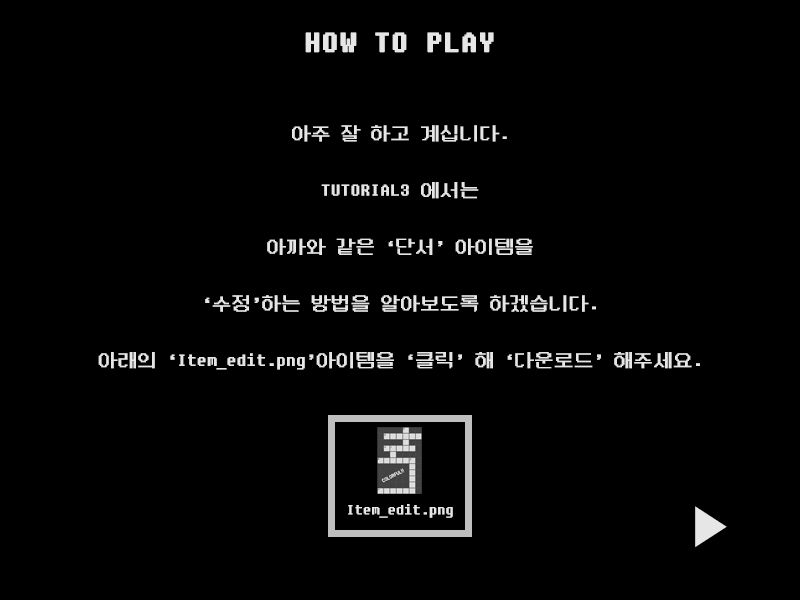 HOW TO PLAY
아주 잘 하고 계십니다.
TUTORIAL3 에서는
아까와 같은 ‘단서’ 아이템을
‘수정’하는 방법을 알아보도록 하겠습니다.
아래의 ‘Item_edit.png’아이템을 ‘클릭’ 해 ‘다운로드’ 해주세요.
COLORFUL!!
Item_edit.png